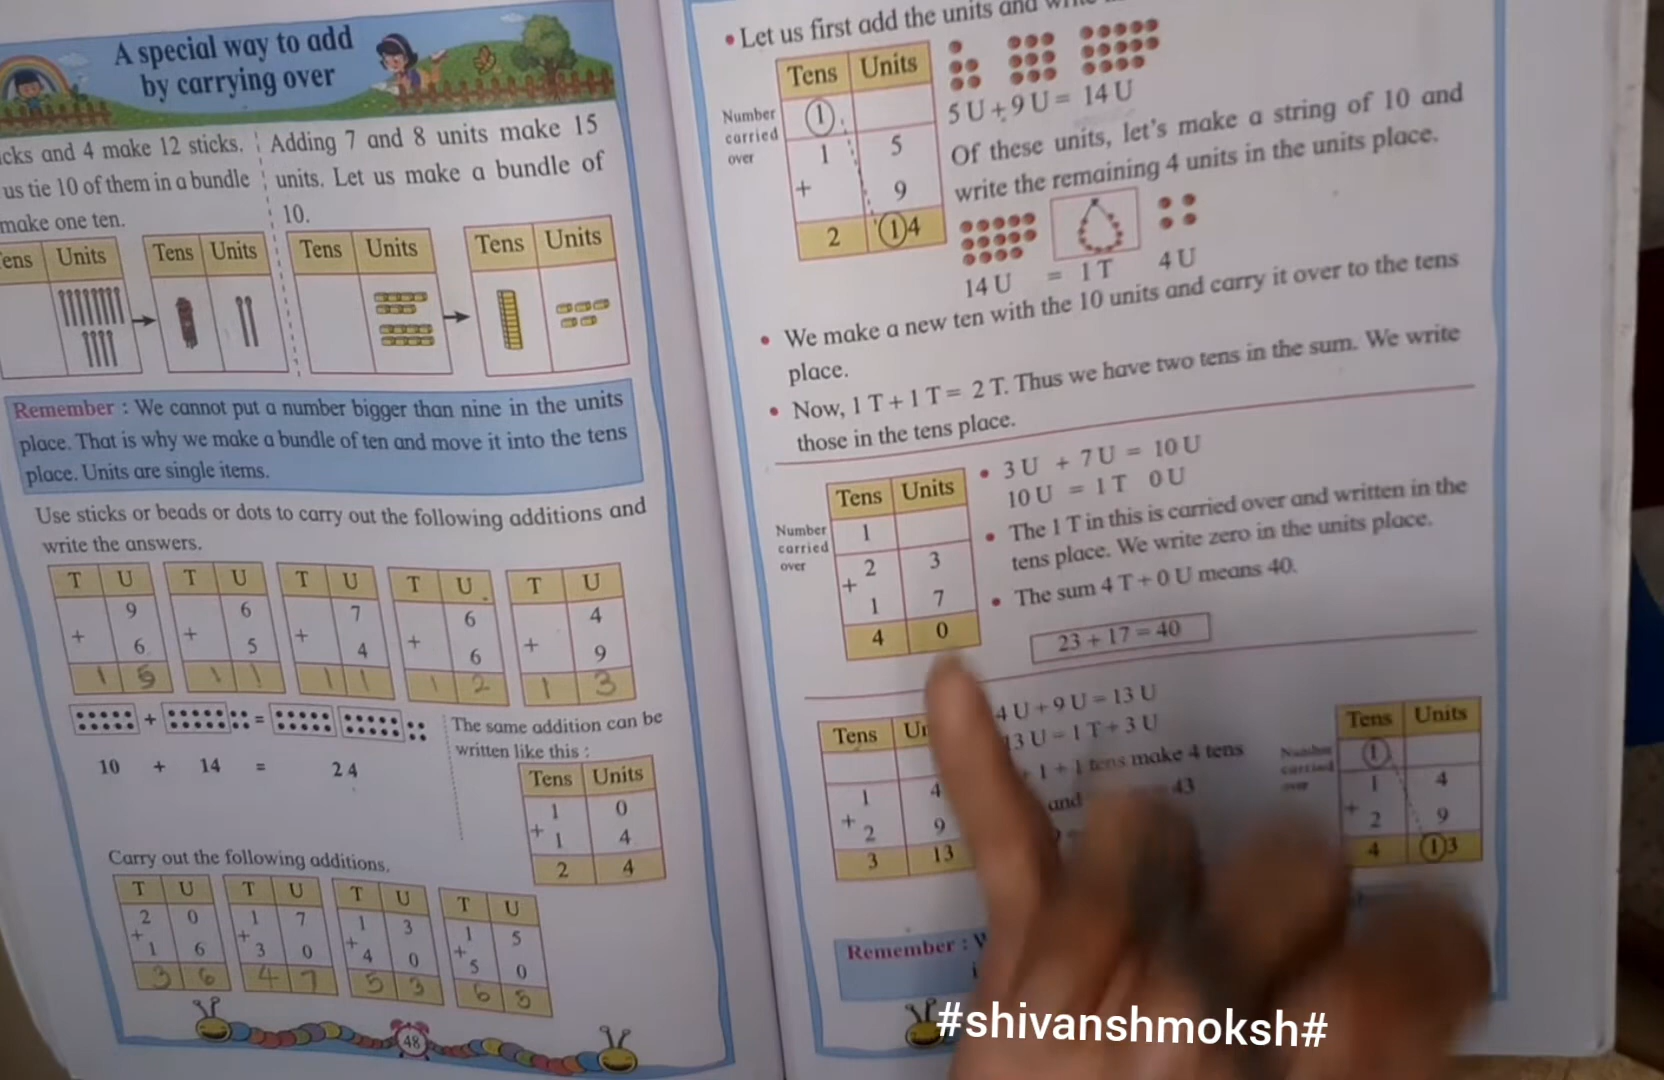 A special way to add
by carrying over
cks and 4 make 12 sticks.
us tie 10 of them in a bundle
make one ten.
Adding 7 and 8 units make 15
units. Let us make a bundle of
10.
ens Units
Tens Units
Tens Units
Tens Units
Remember : We cannot put a number bigger than nine in the units
place. That is why we make a bundle of ten and move it into the tens
place. Units are single items.
Use sticks or beads or dots to carry out the following additions and
write the answers.
T U T U T U T U T U
9 6 7 6 4
+ 6 + 5 + 4 + 6 + 9
1 5 1 1 1 1 1 2 1 3
+ =
10 + 14 = 24
The same addition can be
written like this :
Tens Units
1 0
+ 1 4
2 4
Carry out the following additions.
T U T U T U T U
2 0 1 7 1 3 1 5
+ 1 6 + 3 0 + 4 0 + 5 0
3 6 4 7 5 3 6 5
48
• Let us first add the units and
Tens Units
Number
carried
over
1
1 5
+ 9
2 14
5 U + 9 U = 14 U
Of these units, let's make a string of 10 and
write the remaining 4 units in the units place.
14 U = 1 T 4 U
• We make a new ten with the 10 units and carry it over to the tens
place.
• Now, 1 T + 1 T = 2 T. Thus we have two tens in the sum. We write
those in the tens place.
Tens Units
Number
carried
over
1
2 3
+ 1 7
4 0
• 3 U + 7 U = 10 U
10 U = 1 T 0 U
• The 1 T in this is carried over and written in the
tens place. We write zero in the units place.
• The sum 4 T + 0 U means 40.
23 + 17 = 40
Tens
1 4
+ 2 9
3 13
4 U + 9 U = 13 U
13 U = 1 T + 3 U
+ 1 + 1 tens make 4 tens
and 43
Tens Units
Number
carried
over
1
1 4
+ 2 9
4 13
Remember :
#shivanshmoksh#